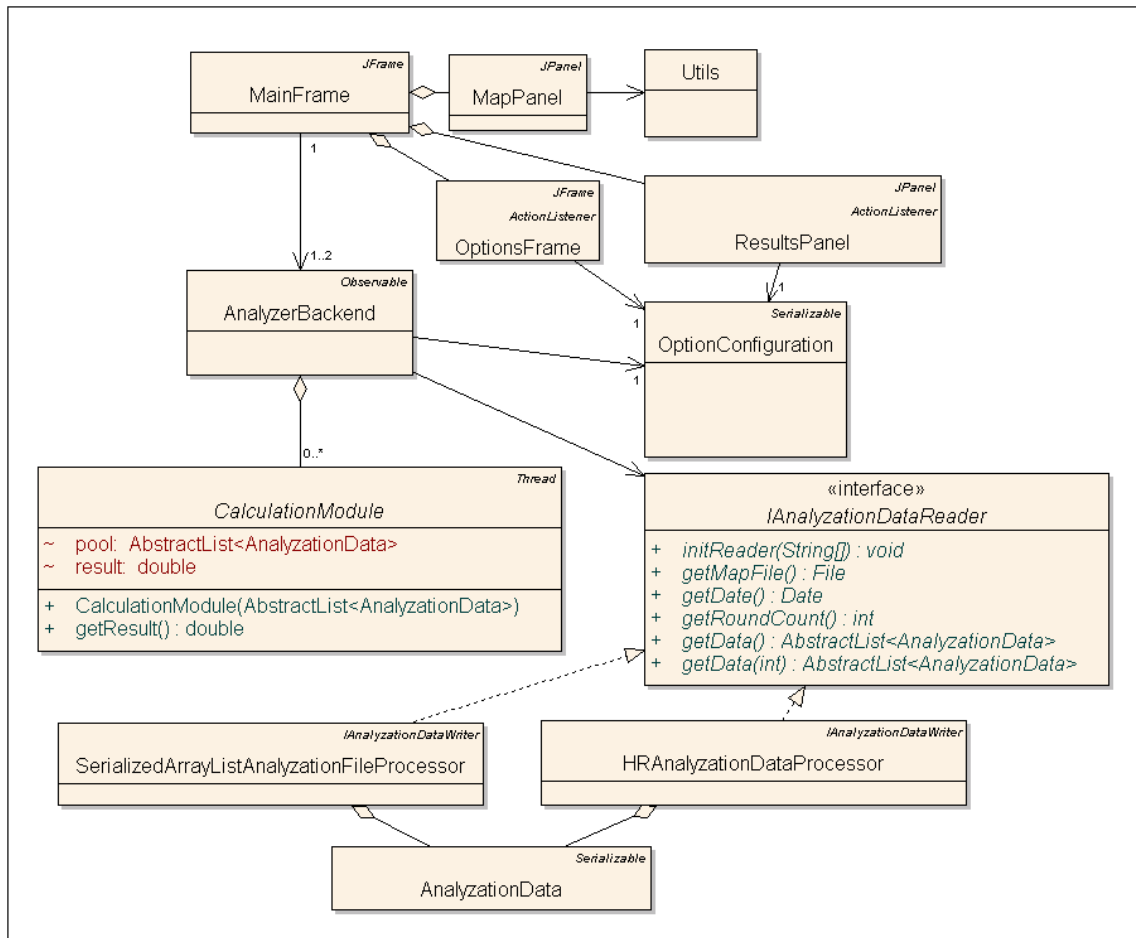 JFrame
MainFrame
JPanel
MapPanel
Utils
1
JFrame
ActionListener
OptionsFrame
JPanel
ActionListener
ResultsPanel
1..2
Observable
AnalyzerBackend
1
1
1
Serializable
OptionConfiguration
0..*
Thread
CalculationModule
~ pool: AbstractList<AnalyzationData>
~ result: double
+ CalculationModule(AbstractList<AnalyzationData>)
+ getResult() : double
«interface»
IAnalyzationDataReader
+ initReader(String[]) : void
+ getMapFile() : File
+ getDate() : Date
+ getRoundCount() : int
+ getData() : AbstractList<AnalyzationData>
+ getData(int) : AbstractList<AnalyzationData>
IAnalyzationDataWriter
SerializedArrayListAnalyzationFileProcessor
IAnalyzationDataWriter
HRAnalyzationDataProcessor
Serializable
AnalyzationData